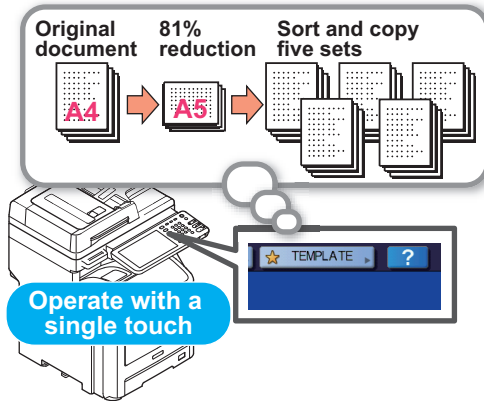 Original
document
81%
reduction
Sort and copy
five sets
A4
A5
TEMPLATE
?
Operate with a
single touch